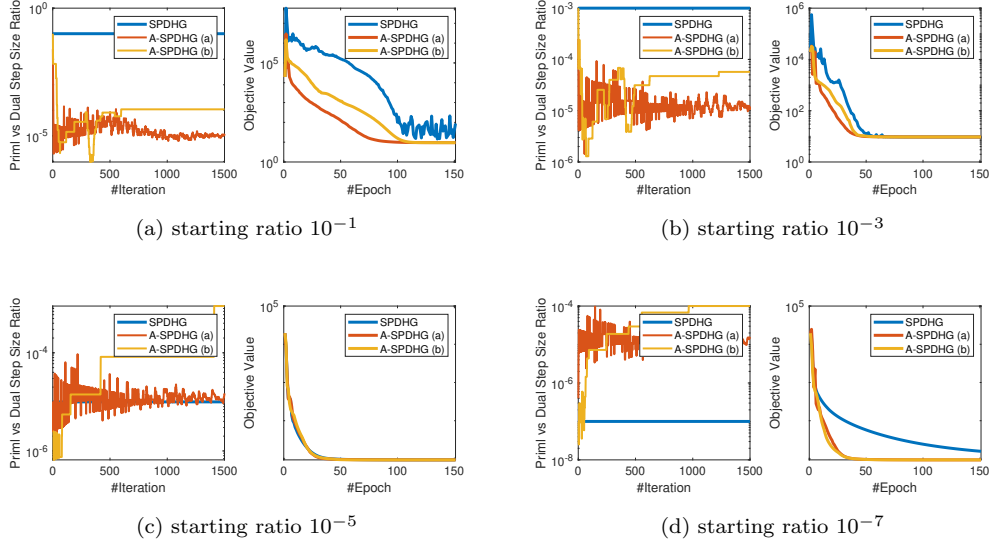 Priml vs Dual Step Size Ratio
10^0
10^-5
0 500 1000 1500
#Iteration
SPDHG
A-SPDHG (a)
A-SPDHG (b)
Objective Value
10^5
10^0
0 50 100 150
#Epoch
SPDHG
A-SPDHG (a)
A-SPDHG (b)
(a) starting ratio 10^-1
Priml vs Dual Step Size Ratio
10^-3
10^-4
10^-5
10^-6
0 500 1000 1500
#Iteration
SPDHG
A-SPDHG (a)
A-SPDHG (b)
Objective Value
10^6
10^4
10^2
10^0
0 50 100 150
#Epoch
SPDHG
A-SPDHG (a)
A-SPDHG (b)
(b) starting ratio 10^-3
Priml vs Dual Step Size Ratio
10^-4
10^-6
0 500 1000 1500
#Iteration
SPDHG
A-SPDHG (a)
A-SPDHG (b)
Objective Value
10^5
0 50 100 150
#Epoch
SPDHG
A-SPDHG (a)
A-SPDHG (b)
(c) starting ratio 10^-5
Priml vs Dual Step Size Ratio
10^-4
10^-6
10^-8
0 500 1000 1500
#Iteration
SPDHG
A-SPDHG (a)
A-SPDHG (b)
Objective Value
10^5
0 50 100 150
#Epoch
SPDHG
A-SPDHG (a)
A-SPDHG (b)
(d) starting ratio 10^-7